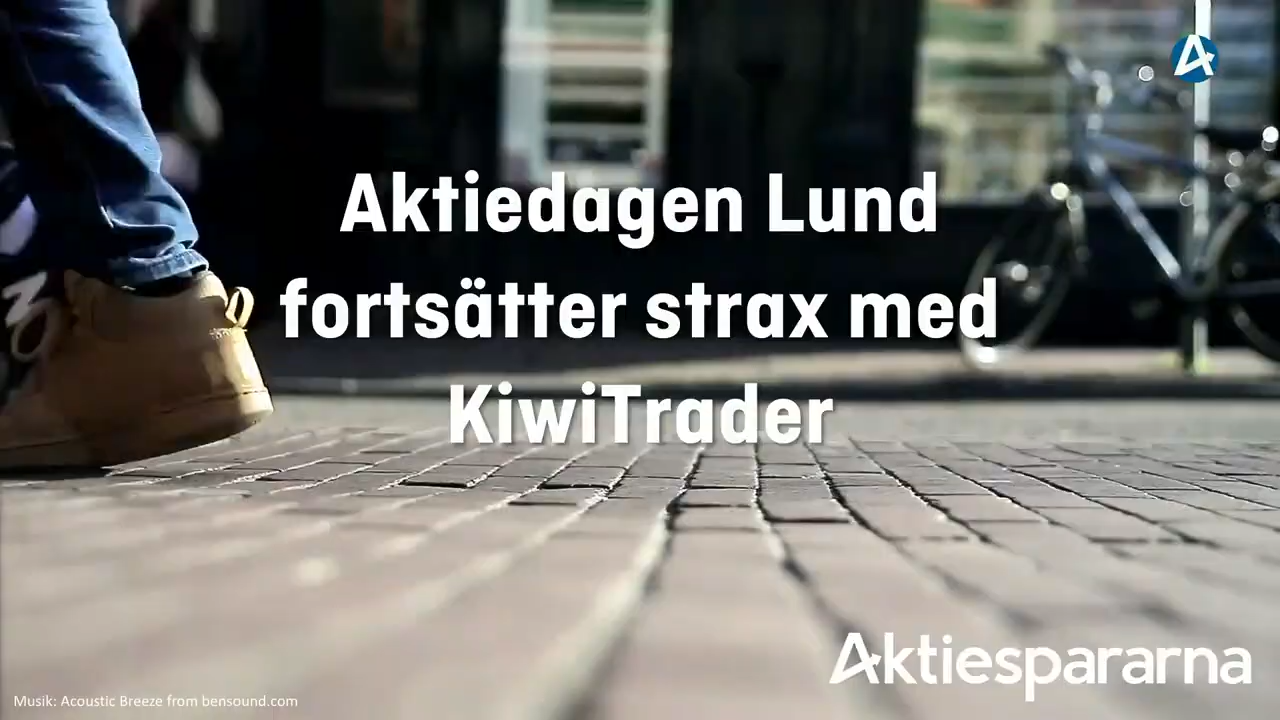 Aktiedagen Lund
fortsätter strax med
KiwiTrader
Aktiespararna
Musik: Acoustic Breeze from bensound.com